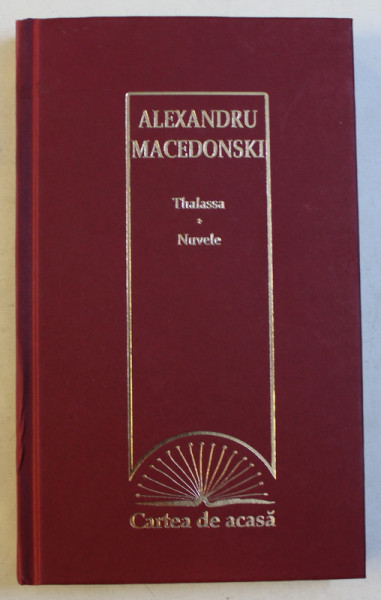 ALEXANDRU
MACEDONSKI
Thalassa
*
Nuvele
Cartea de acasă